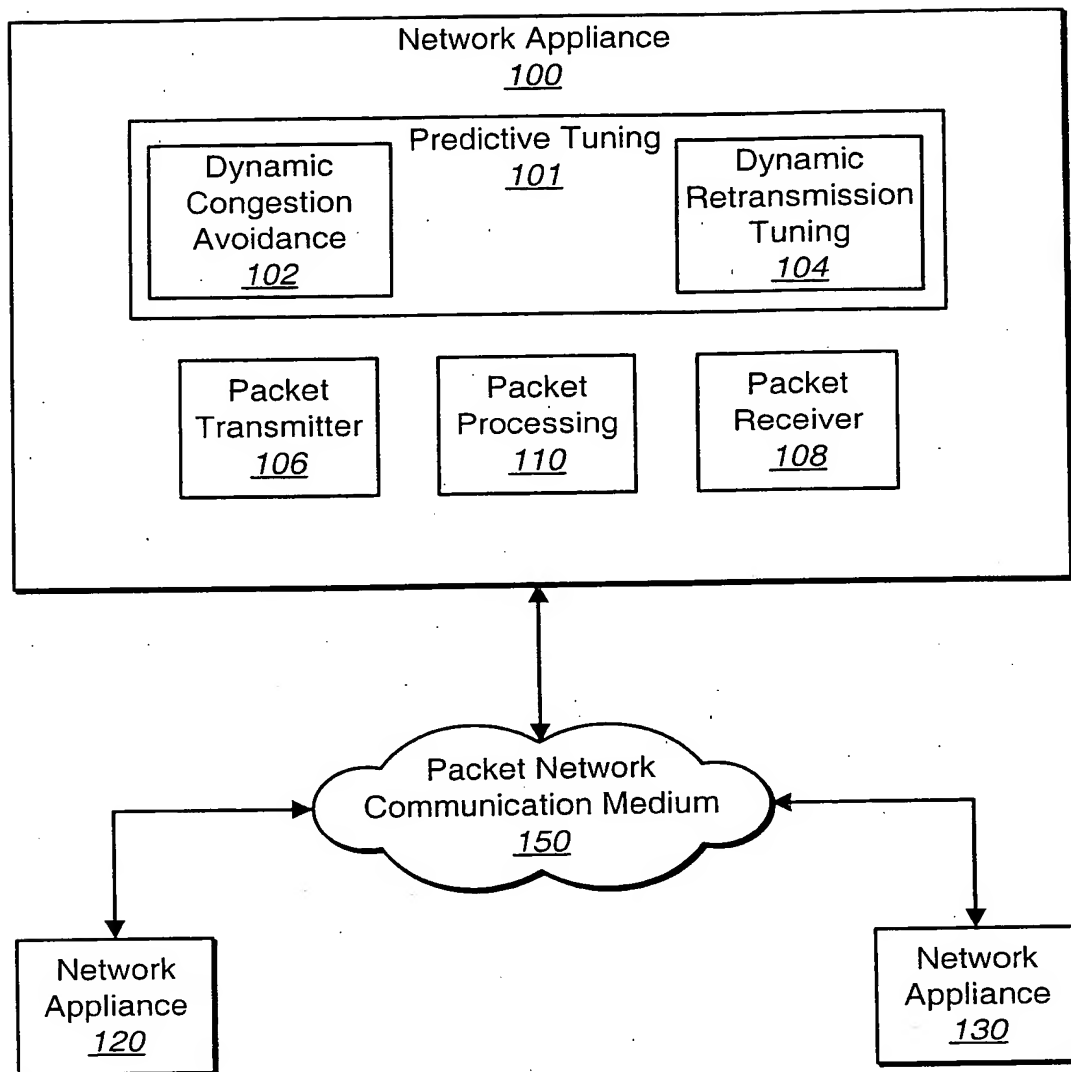 Network Appliance
100
Predictive Tuning
101
Dynamic
Congestion
Avoidance
102
Dynamic
Retransmission
Tuning
104
Packet
Transmitter
106
Packet
Processing
110
Packet
Receiver
108
Packet Network
Communication Medium
150
Network
Appliance
120
Network
Appliance
130